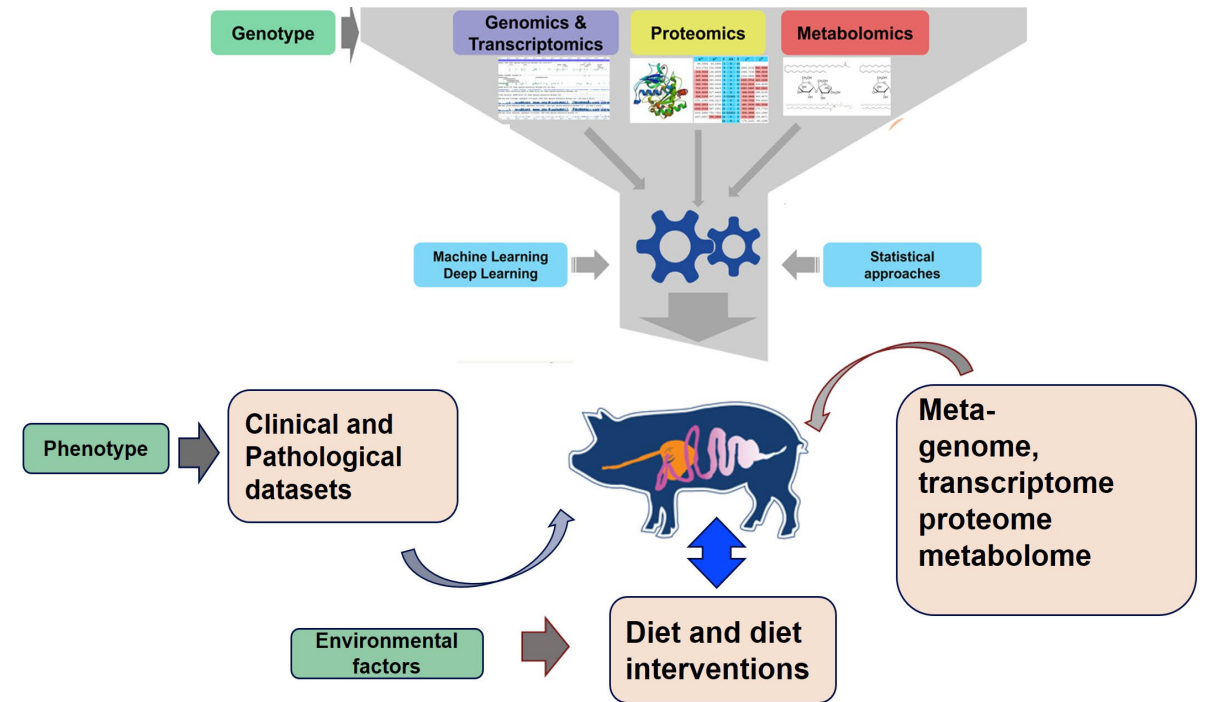 Genotype
Genomics &
Transcriptomics
Proteomics
Metabolomics
Machine Learning
Deep Learning
Statistical
approaches
Phenotype
Clinical and
Pathological
datasets
Meta-
genome,
transcriptome
proteome
metabolome
Environmental
factors
Diet and diet
interventions